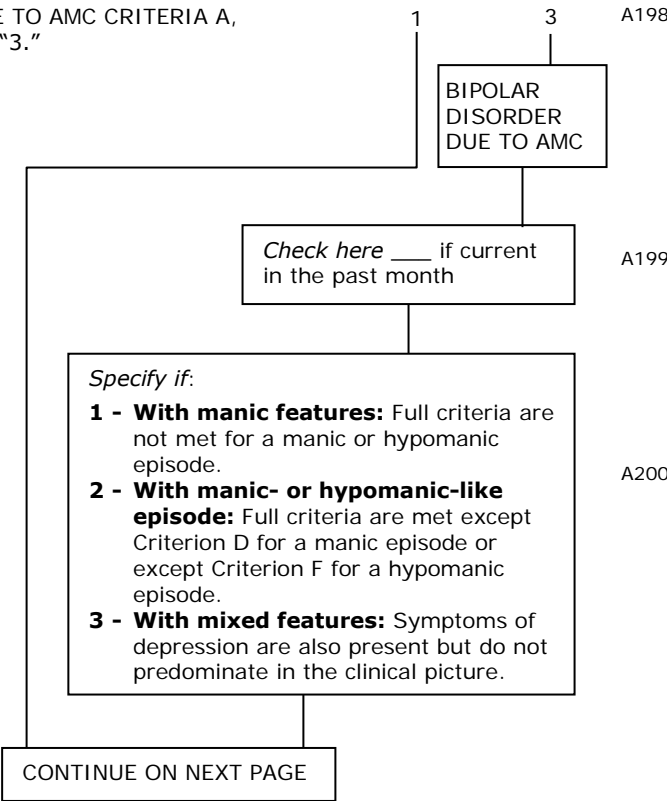 E TO AMC CRITERIA A, 1 3 A198
“3.”
BIPOLAR
DISORDER
DUE TO AMC
Check here ___ if current A199
in the past month
Specify if:
1 - With manic features: Full criteria are
not met for a manic or hypomanic
episode.
2 - With manic- or hypomanic-like A200
episode: Full criteria are met except
Criterion D for a manic episode or
except Criterion F for a hypomanic
episode.
3 - With mixed features: Symptoms of
depression are also present but do not
predominate in the clinical picture.
CONTINUE ON NEXT PAGE